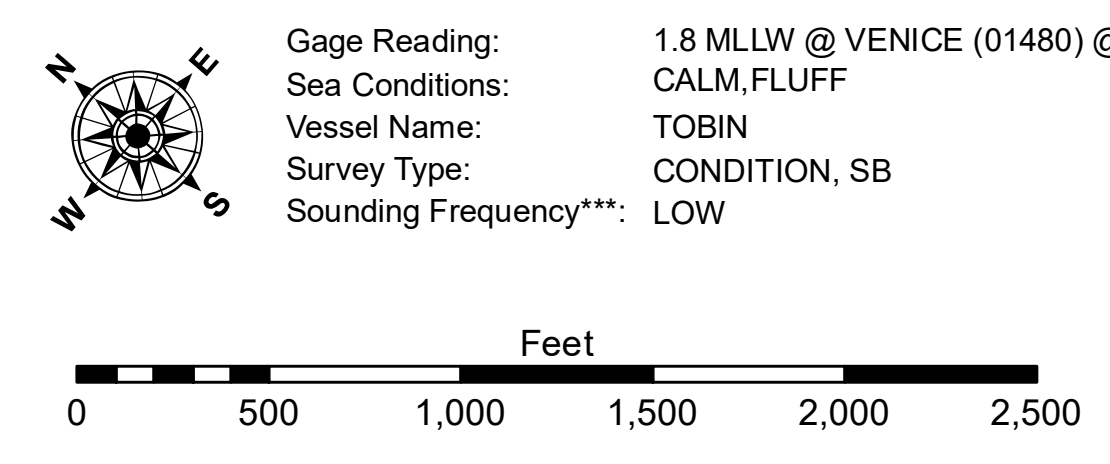 N E
W S
Gage Reading: 1.8 MLLW @ VENICE (01480) @
Sea Conditions: CALM,FLUFF
Vessel Name: TOBIN
Survey Type: CONDITION, SB
Sounding Frequency***: LOW
Feet
0 500 1,000 1,500 2,000 2,500